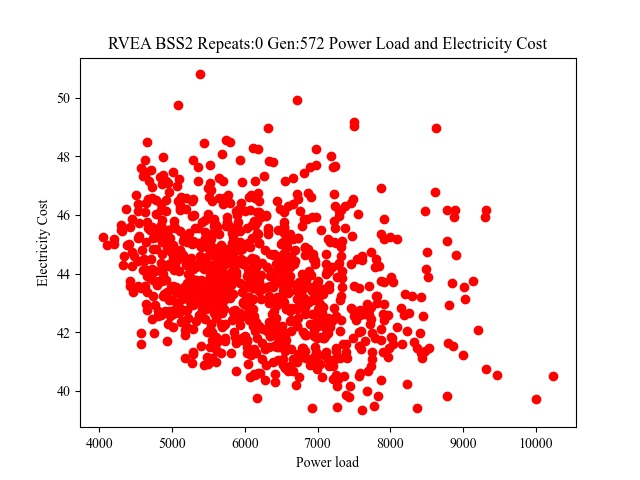 RVEA BSS2 Repeats:0 Gen:572 Power Load and Electricity Cost
50
48
46
44
42
40
Electricity Cost
4000 5000 6000 7000 8000 9000 10000
Power load